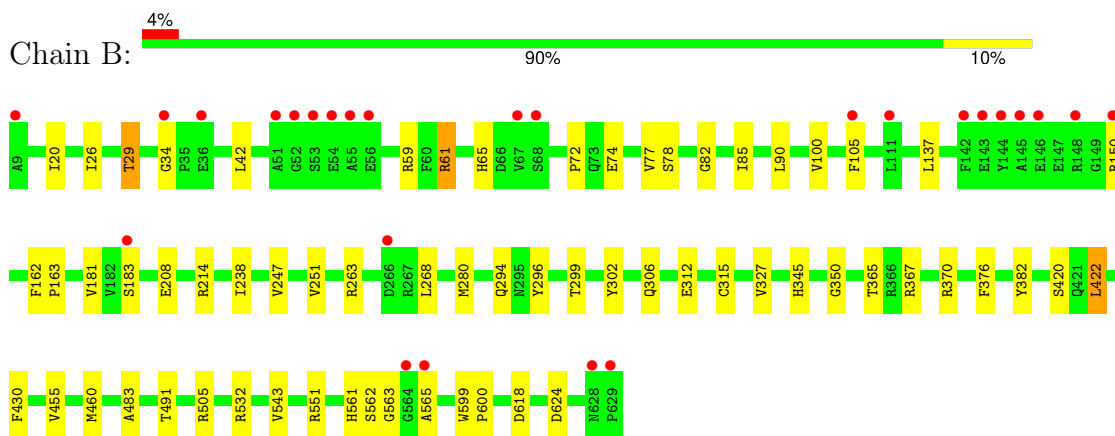 4%
Chain B:
90% 10%
A9 I20 I26 T29 G34 P35 E36 L42 A51 G52 S53 E54 A55 E56 R59 F60 R61 H65 D66 V67 S68 P72 Q73 E74 V77 S78 G82 I85 L90 V100 F105 L111 L137 F142 E143 Y144 A145 E146 E147 R148 G149
F162 P163 V181 V182 S183 E208 R214 I238 V247 V251 R263 D266 R267 L268 M280 Q294 N295 Y296 T299 Y302 Q306 E312 C315 V327 H345 G350 T365 R366 R367 R370 F376 Y382 S420 Q421 L422
F430 V455 M460 A483 T491 R505 R532 V543 R551 H561 S562 G563 G564 A565 W599 P600 D618 D624 N628 P629